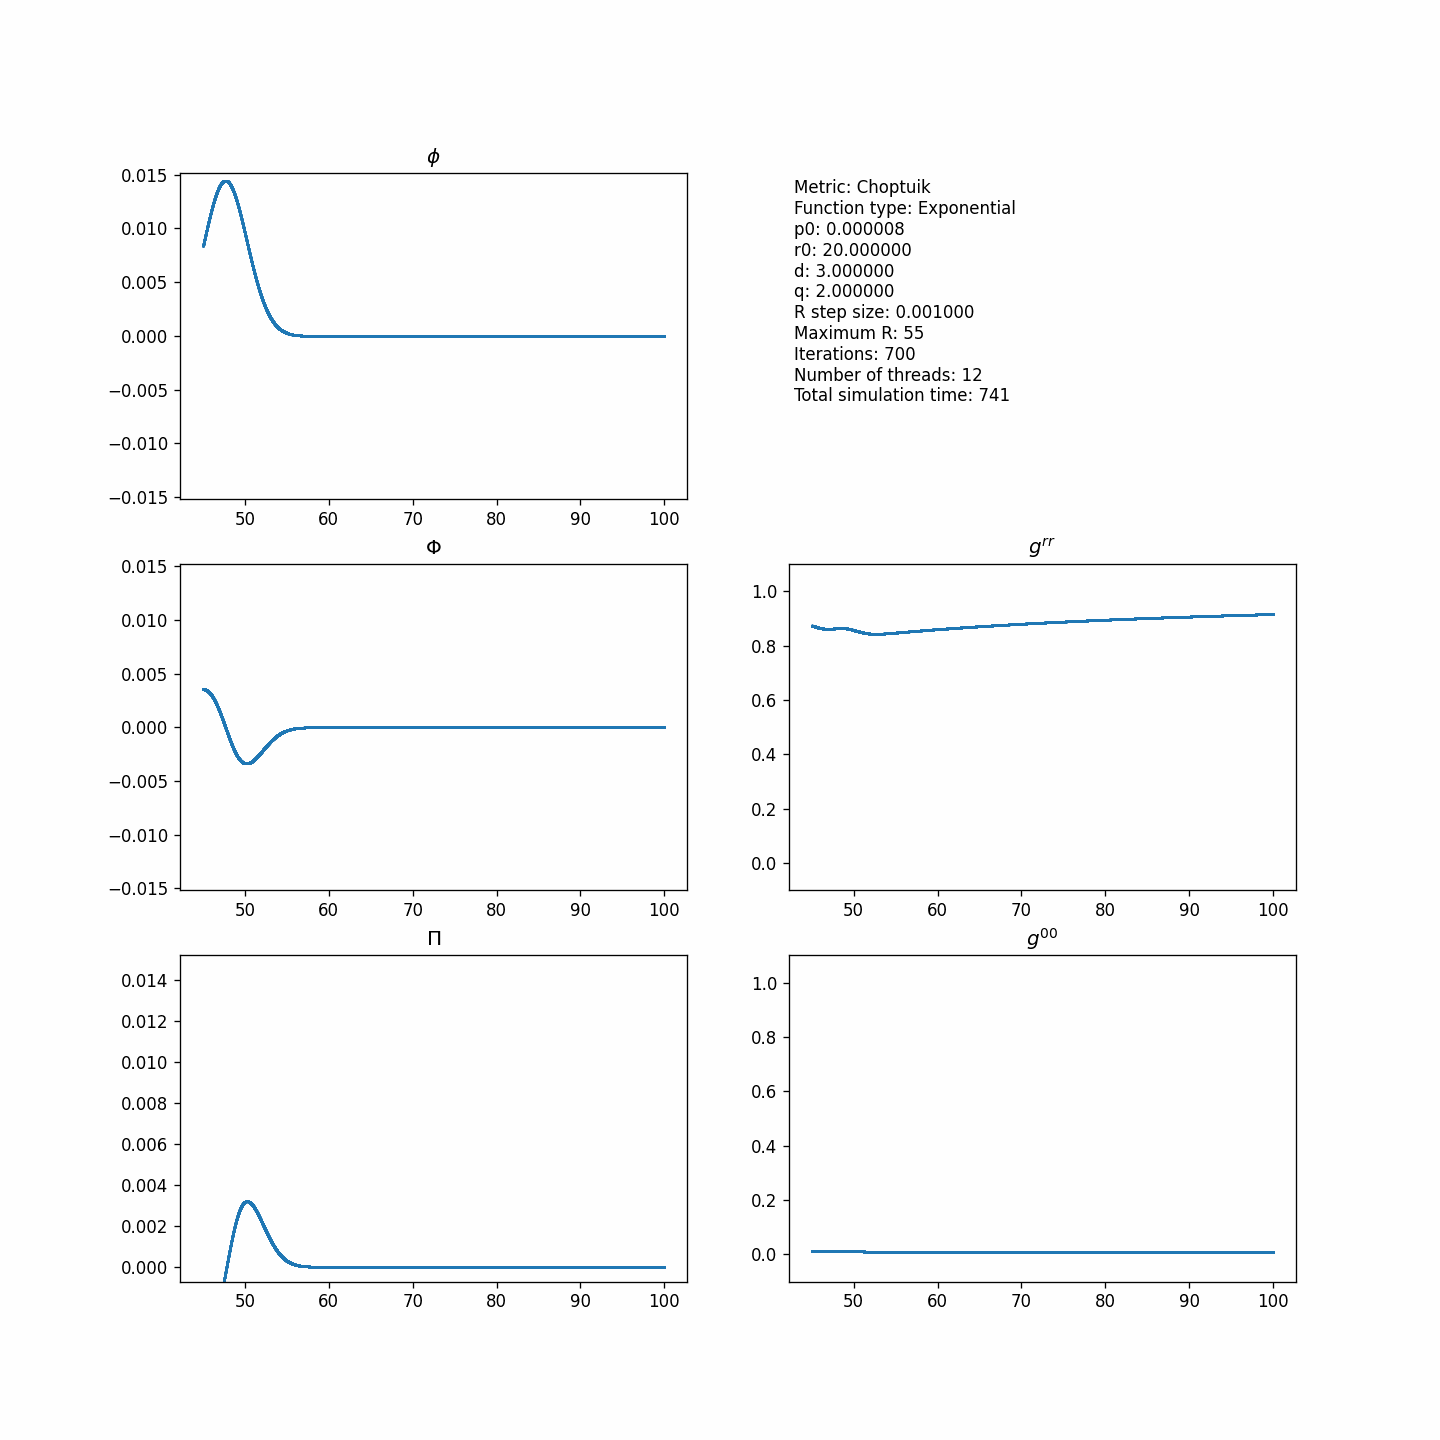 ϕ
0.015
0.010
0.005
0.000
−0.005
−0.010
−0.015
50 60 70 80 90 100
Metric: Choptuik
Function type: Exponential
p0: 0.000008
r0: 20.000000
d: 3.000000
q: 2.000000
R step size: 0.001000
Maximum R: 55
Iterations: 700
Number of threads: 12
Total simulation time: 741
Φ
0.015
0.010
0.005
0.000
−0.005
−0.010
−0.015
50 60 70 80 90 100
g^{rr}
1.0
0.8
0.6
0.4
0.2
0.0
50 60 70 80 90 100
Π
0.014
0.012
0.010
0.008
0.006
0.004
0.002
0.000
50 60 70 80 90 100
g^{00}
1.0
0.8
0.6
0.4
0.2
0.0
50 60 70 80 90 100